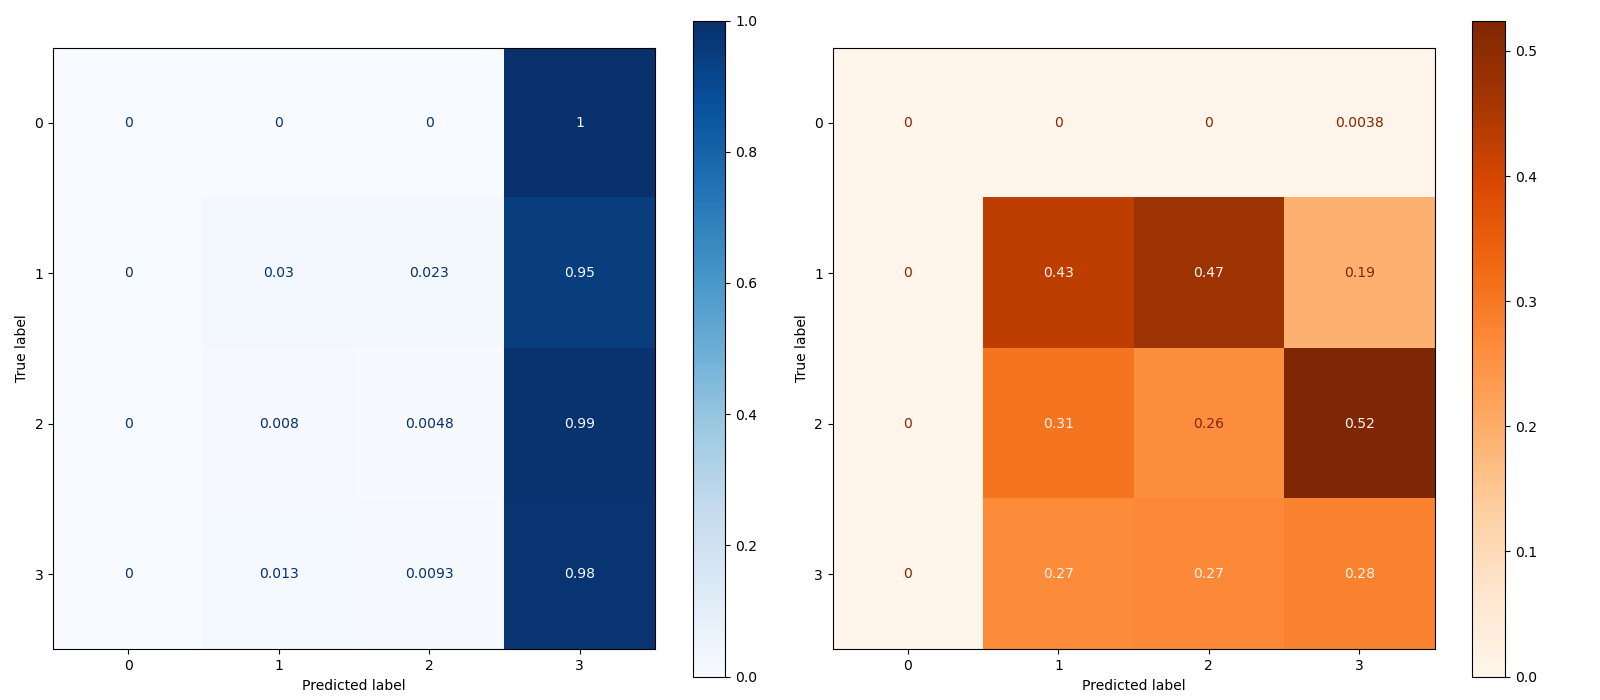 1.0
0 0 0 0 1
0.8
1 0 0.03 0.023 0.95
0.6
True label
0.4
2 0 0.008 0.0048 0.99
0.2
3 0 0.013 0.0093 0.98
0.0
0 1 2 3
Predicted label
0.5
0 0 0 0 0.0038
0.4
1 0 0.43 0.47 0.19
0.3
True label
0.2
2 0 0.31 0.26 0.52
0.1
3 0 0.27 0.27 0.28
0.0
0 1 2 3
Predicted label